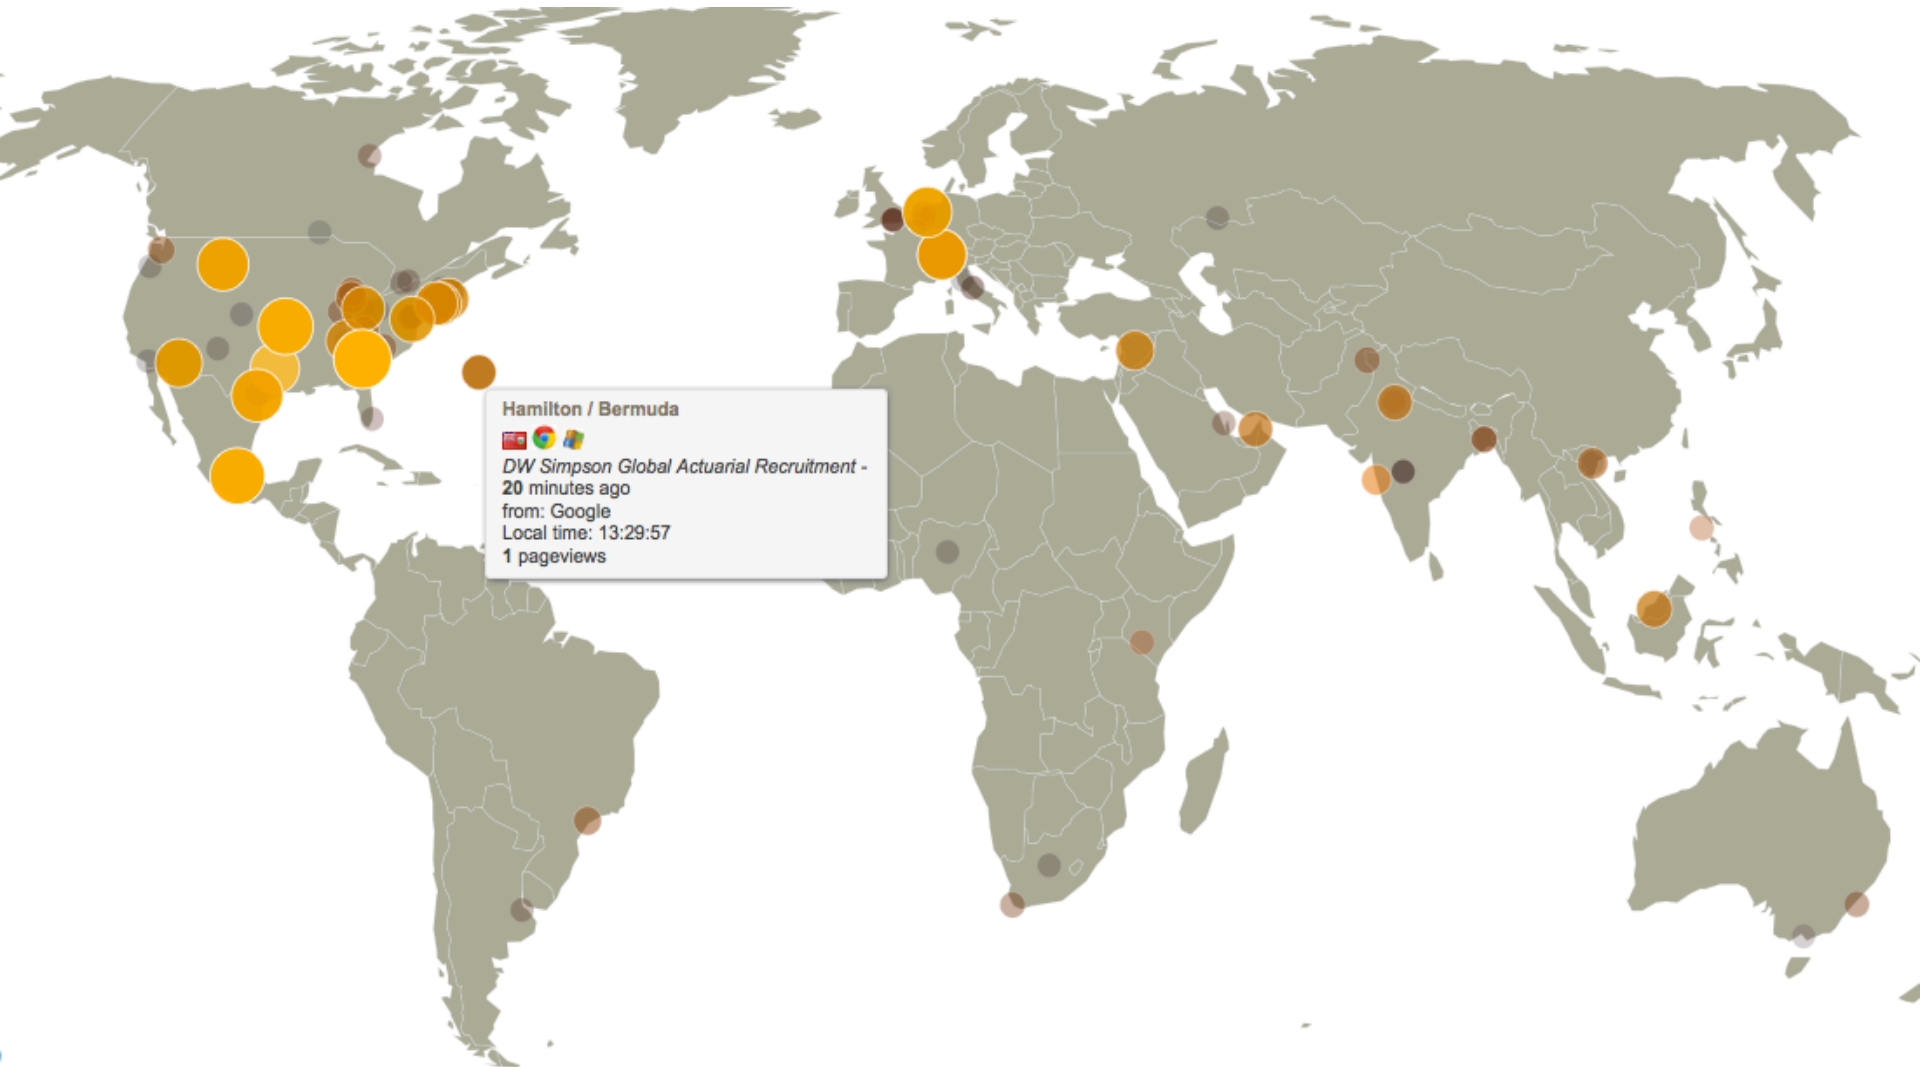 Hamilton / Bermuda
DW Simpson Global Actuarial Recruitment -
20 minutes ago
from: Google
Local time: 13:29:57
1 pageviews